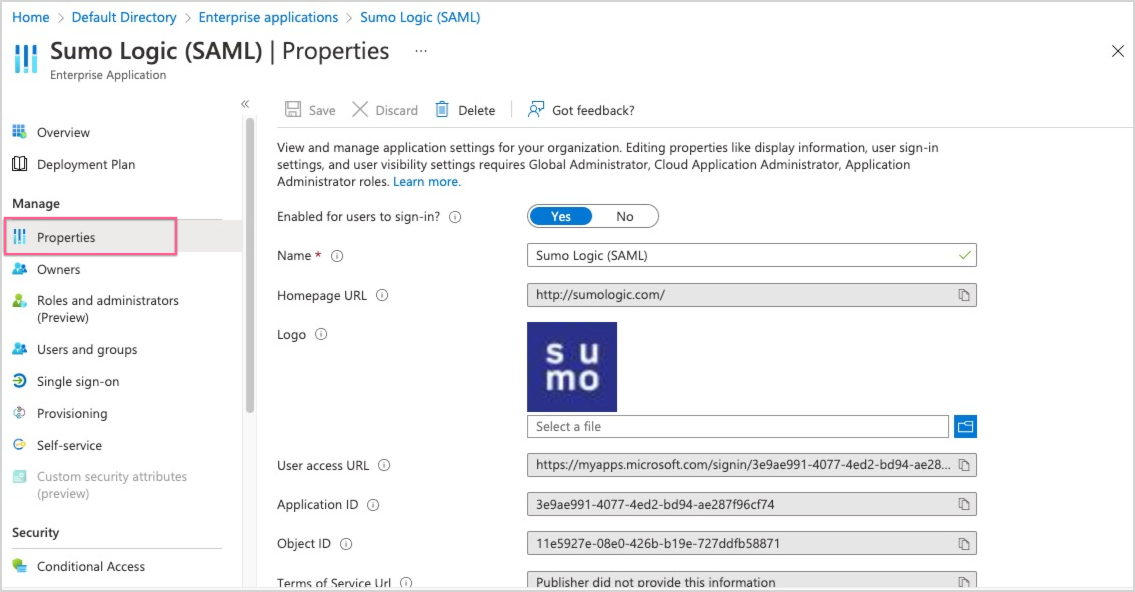 Home > Default Directory > Enterprise applications > Sumo Logic (SAML)
Sumo Logic (SAML) | Properties ...
Enterprise Application
«
Overview
Deployment Plan
Manage
Properties
Owners
Roles and administrators
(Preview)
Users and groups
Single sign-on
Provisioning
Self-service
Custom security attributes
(preview)
Security
Conditional Access
Save Discard Delete | Got feedback?
View and manage application settings for your organization. Editing properties like display information, user sign-in
settings, and user visibility settings requires Global Administrator, Cloud Application Administrator, Application
Administrator roles. Learn more.
Enabled for users to sign-in? Yes No
Name * Sumo Logic (SAML)
Homepage URL http://sumologic.com/
Logo
su
mo
Select a file
User access URL https://myapps.microsoft.com/signin/3e9ae991-4077-4ed2-bd94-ae28...
Application ID 3e9ae991-4077-4ed2-bd94-ae287f96cf74
Object ID 11e5927e-08e0-426b-b19e-727ddfb58871
Terms of Service Url Publisher did not provide this information